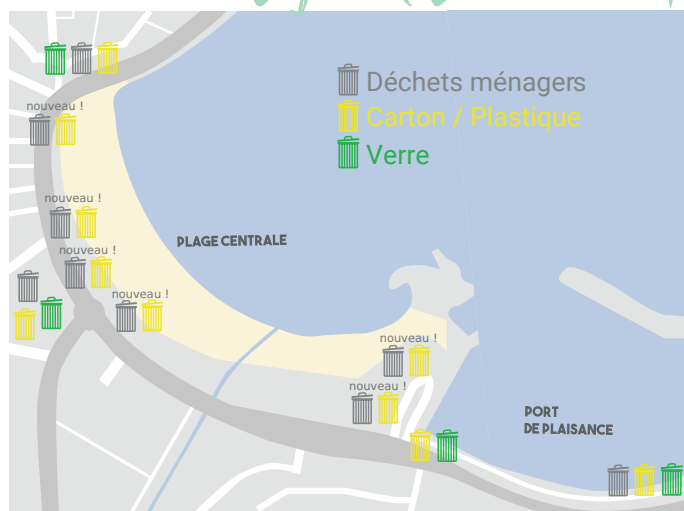 Déchets ménagers
Carton / Plastique
Verre
nouveau !
nouveau !
PLAGE CENTRALE
nouveau !
nouveau !
nouveau !
nouveau !
PORT
DE PLAISANCE